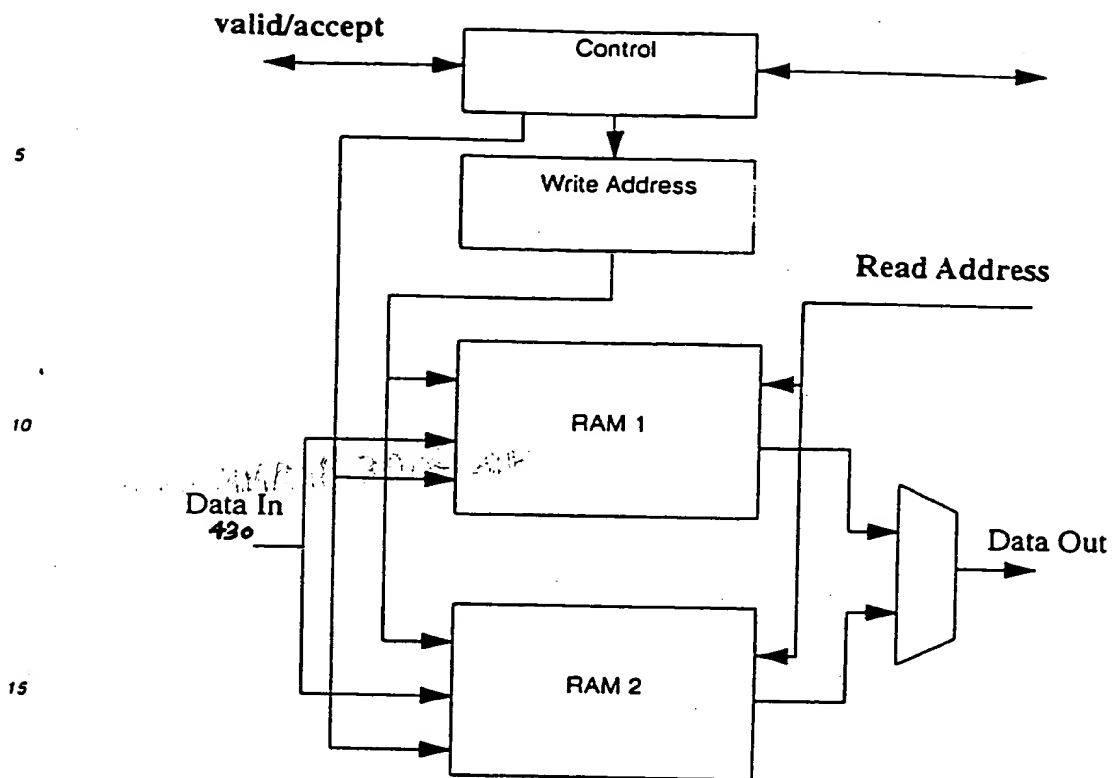 valid/accept
Control
5
Write Address
Read Address
RAM 1
10
Data In
430
Data Out
RAM 2
15